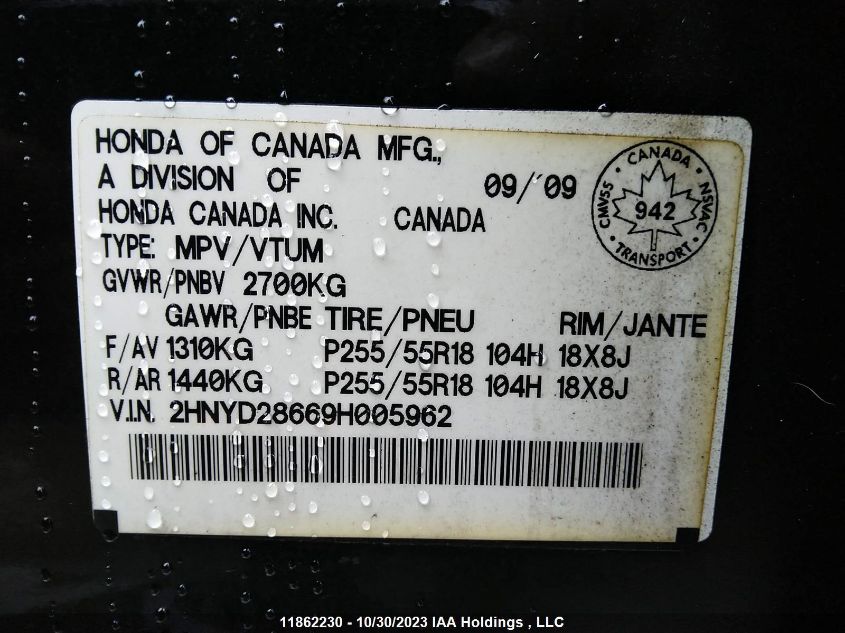 HONDA OF CANADA MFG.,
A DIVISION OF 09/'09
HONDA CANADA INC. CANADA
TYPE: MPV/VTUM
GVWR/PNBV 2700KG
GAWR/PNBE TIRE/PNEU RIM/JANTE
F/AV 1310KG P255/55R18 104H 18X8J
R/AR 1440KG P255/55R18 104H 18X8J
V.I.N. 2HNYD28669H005962
CANADA
CMVSS 942 NSVAC
TRANSPORT
11862230 - 10/30/2023 IAA Holdings , LLC